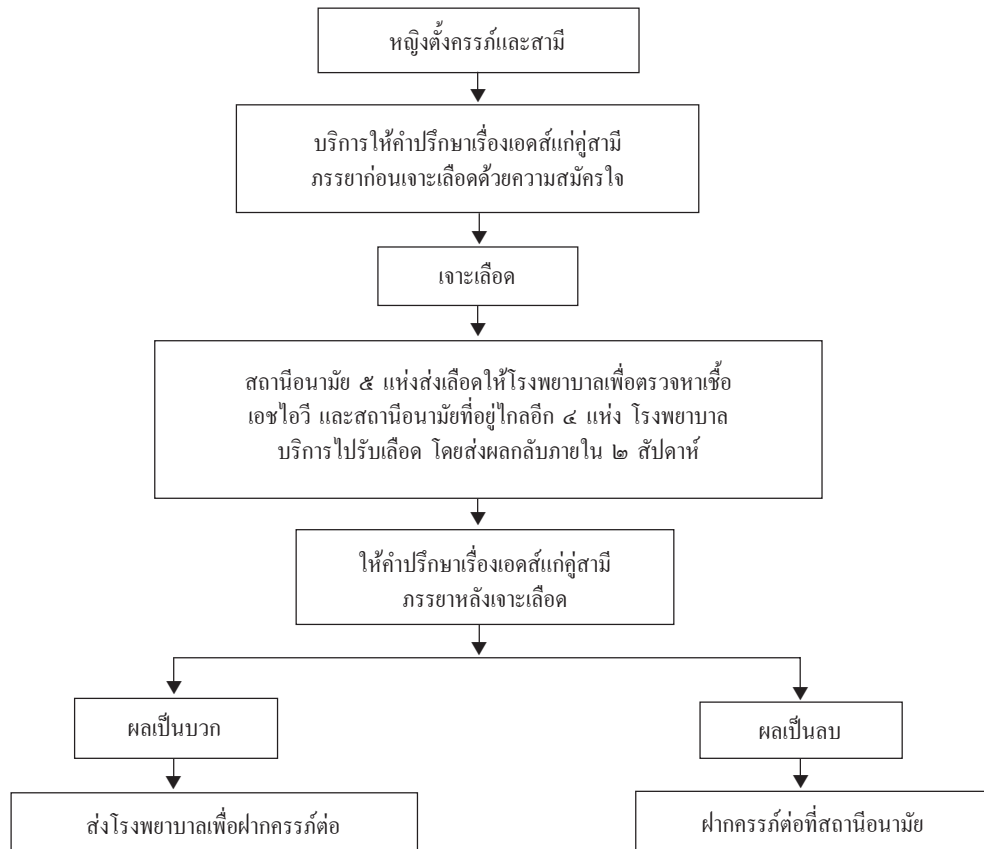 หญิงตั้งครรภ์และสามี
บริการให้คำปรึกษาเรื่องเอดส์แก่คู่สามี
ภรรยาก่อนเจาะเลือดด้วยความสมัครใจ
เจาะเลือด
สถานีอนามัย ๕ แห่งส่งเลือดให้โรงพยาบาลเพื่อตรวจหาเชื้อ
เอชไอวี และสถานีอนามัยที่อยู่ไกลอีก ๔ แห่ง โรงพยาบาล
บริการไปรับเลือด โดยส่งผลกลับภายใน ๒ สัปดาห์
ให้คำปรึกษาเรื่องเอดส์แก่คู่สามี
ภรรยาหลังเจาะเลือด
ผลเป็นบวก
ผลเป็นลบ
ส่งโรงพยาบาลเพื่อฝากครรภ์ต่อ
ฝากครรภ์ต่อที่สถานีอนามัย